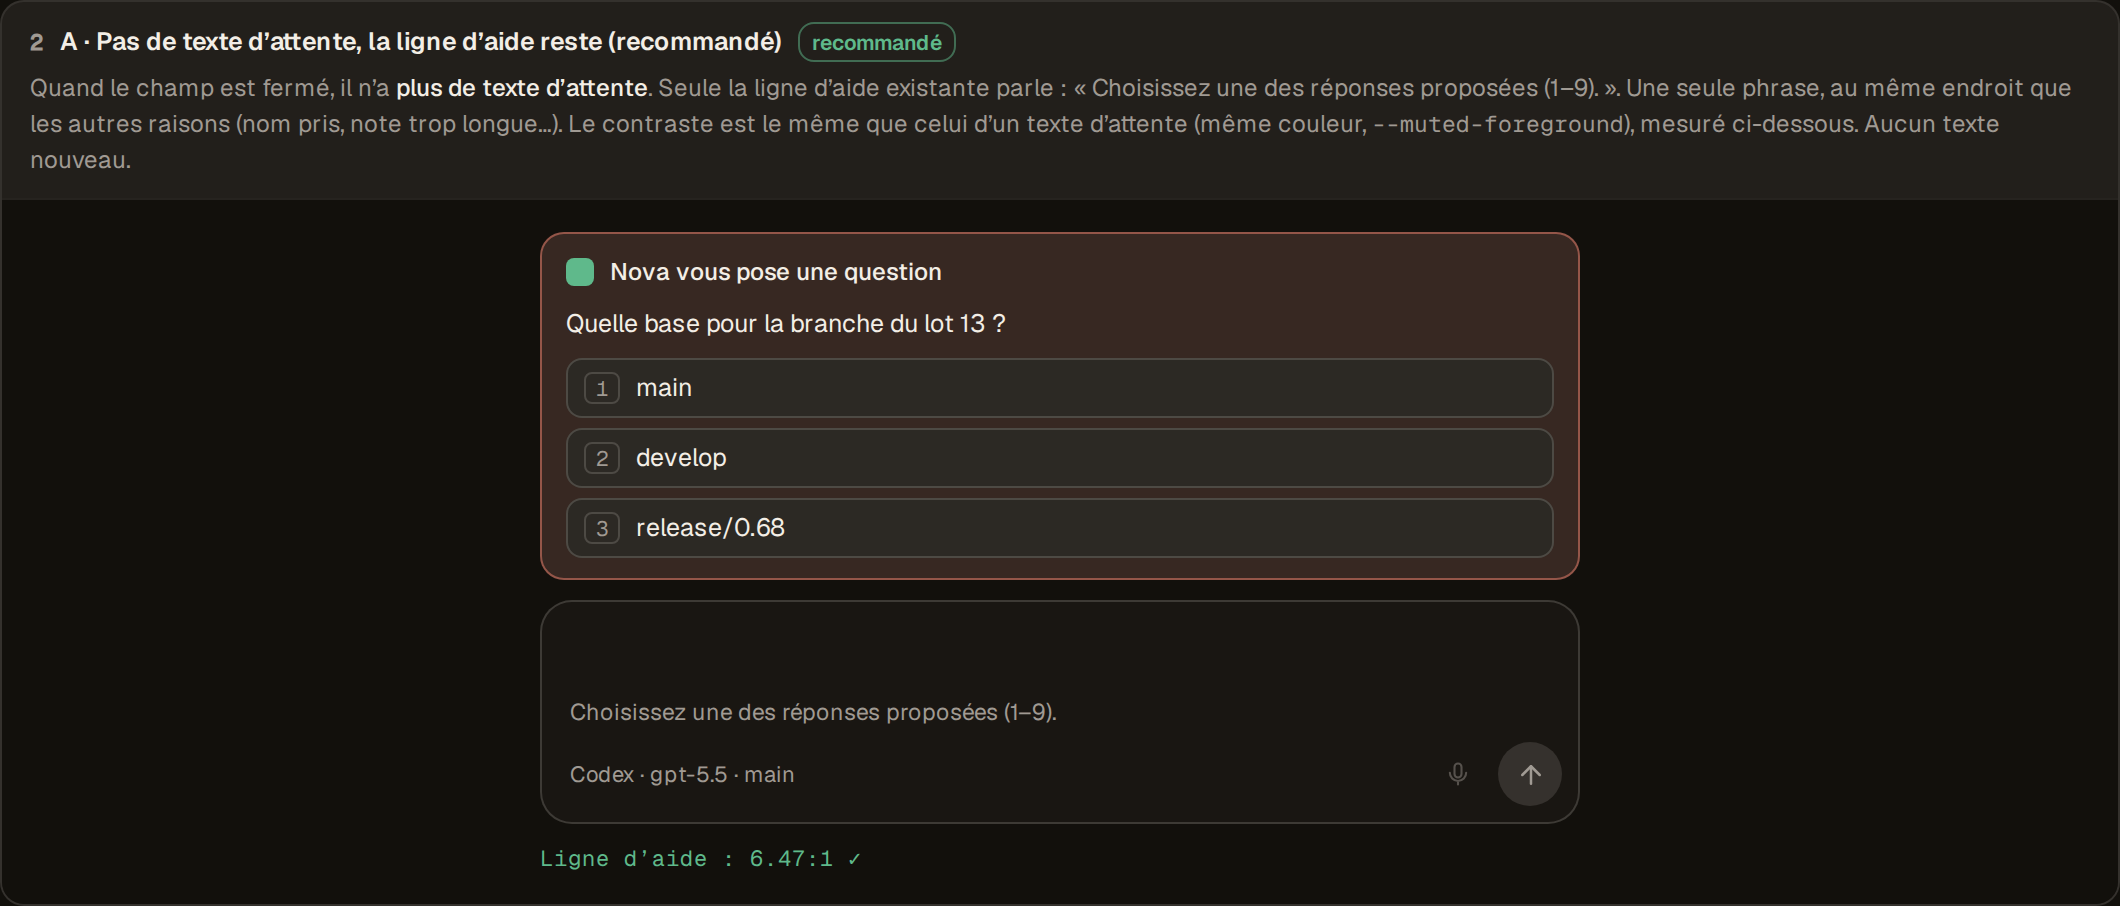 2 A · Pas de texte d’attente, la ligne d’aide reste (recommandé) recommandé
Quand le champ est fermé, il n’a plus de texte d’attente. Seule la ligne d’aide existante parle : « Choisissez une des réponses proposées (1–9). ». Une seule phrase, au même endroit que
les autres raisons (nom pris, note trop longue…). Le contraste est le même que celui d’un texte d’attente (même couleur, --muted-foreground), mesuré ci-dessous. Aucun texte
nouveau.
Nova vous pose une question
Quelle base pour la branche du lot 13 ?
1 main
2 develop
3 release/0.68
Choisissez une des réponses proposées (1–9).
Codex · gpt-5.5 · main
Ligne d’aide : 6.47:1 ✓